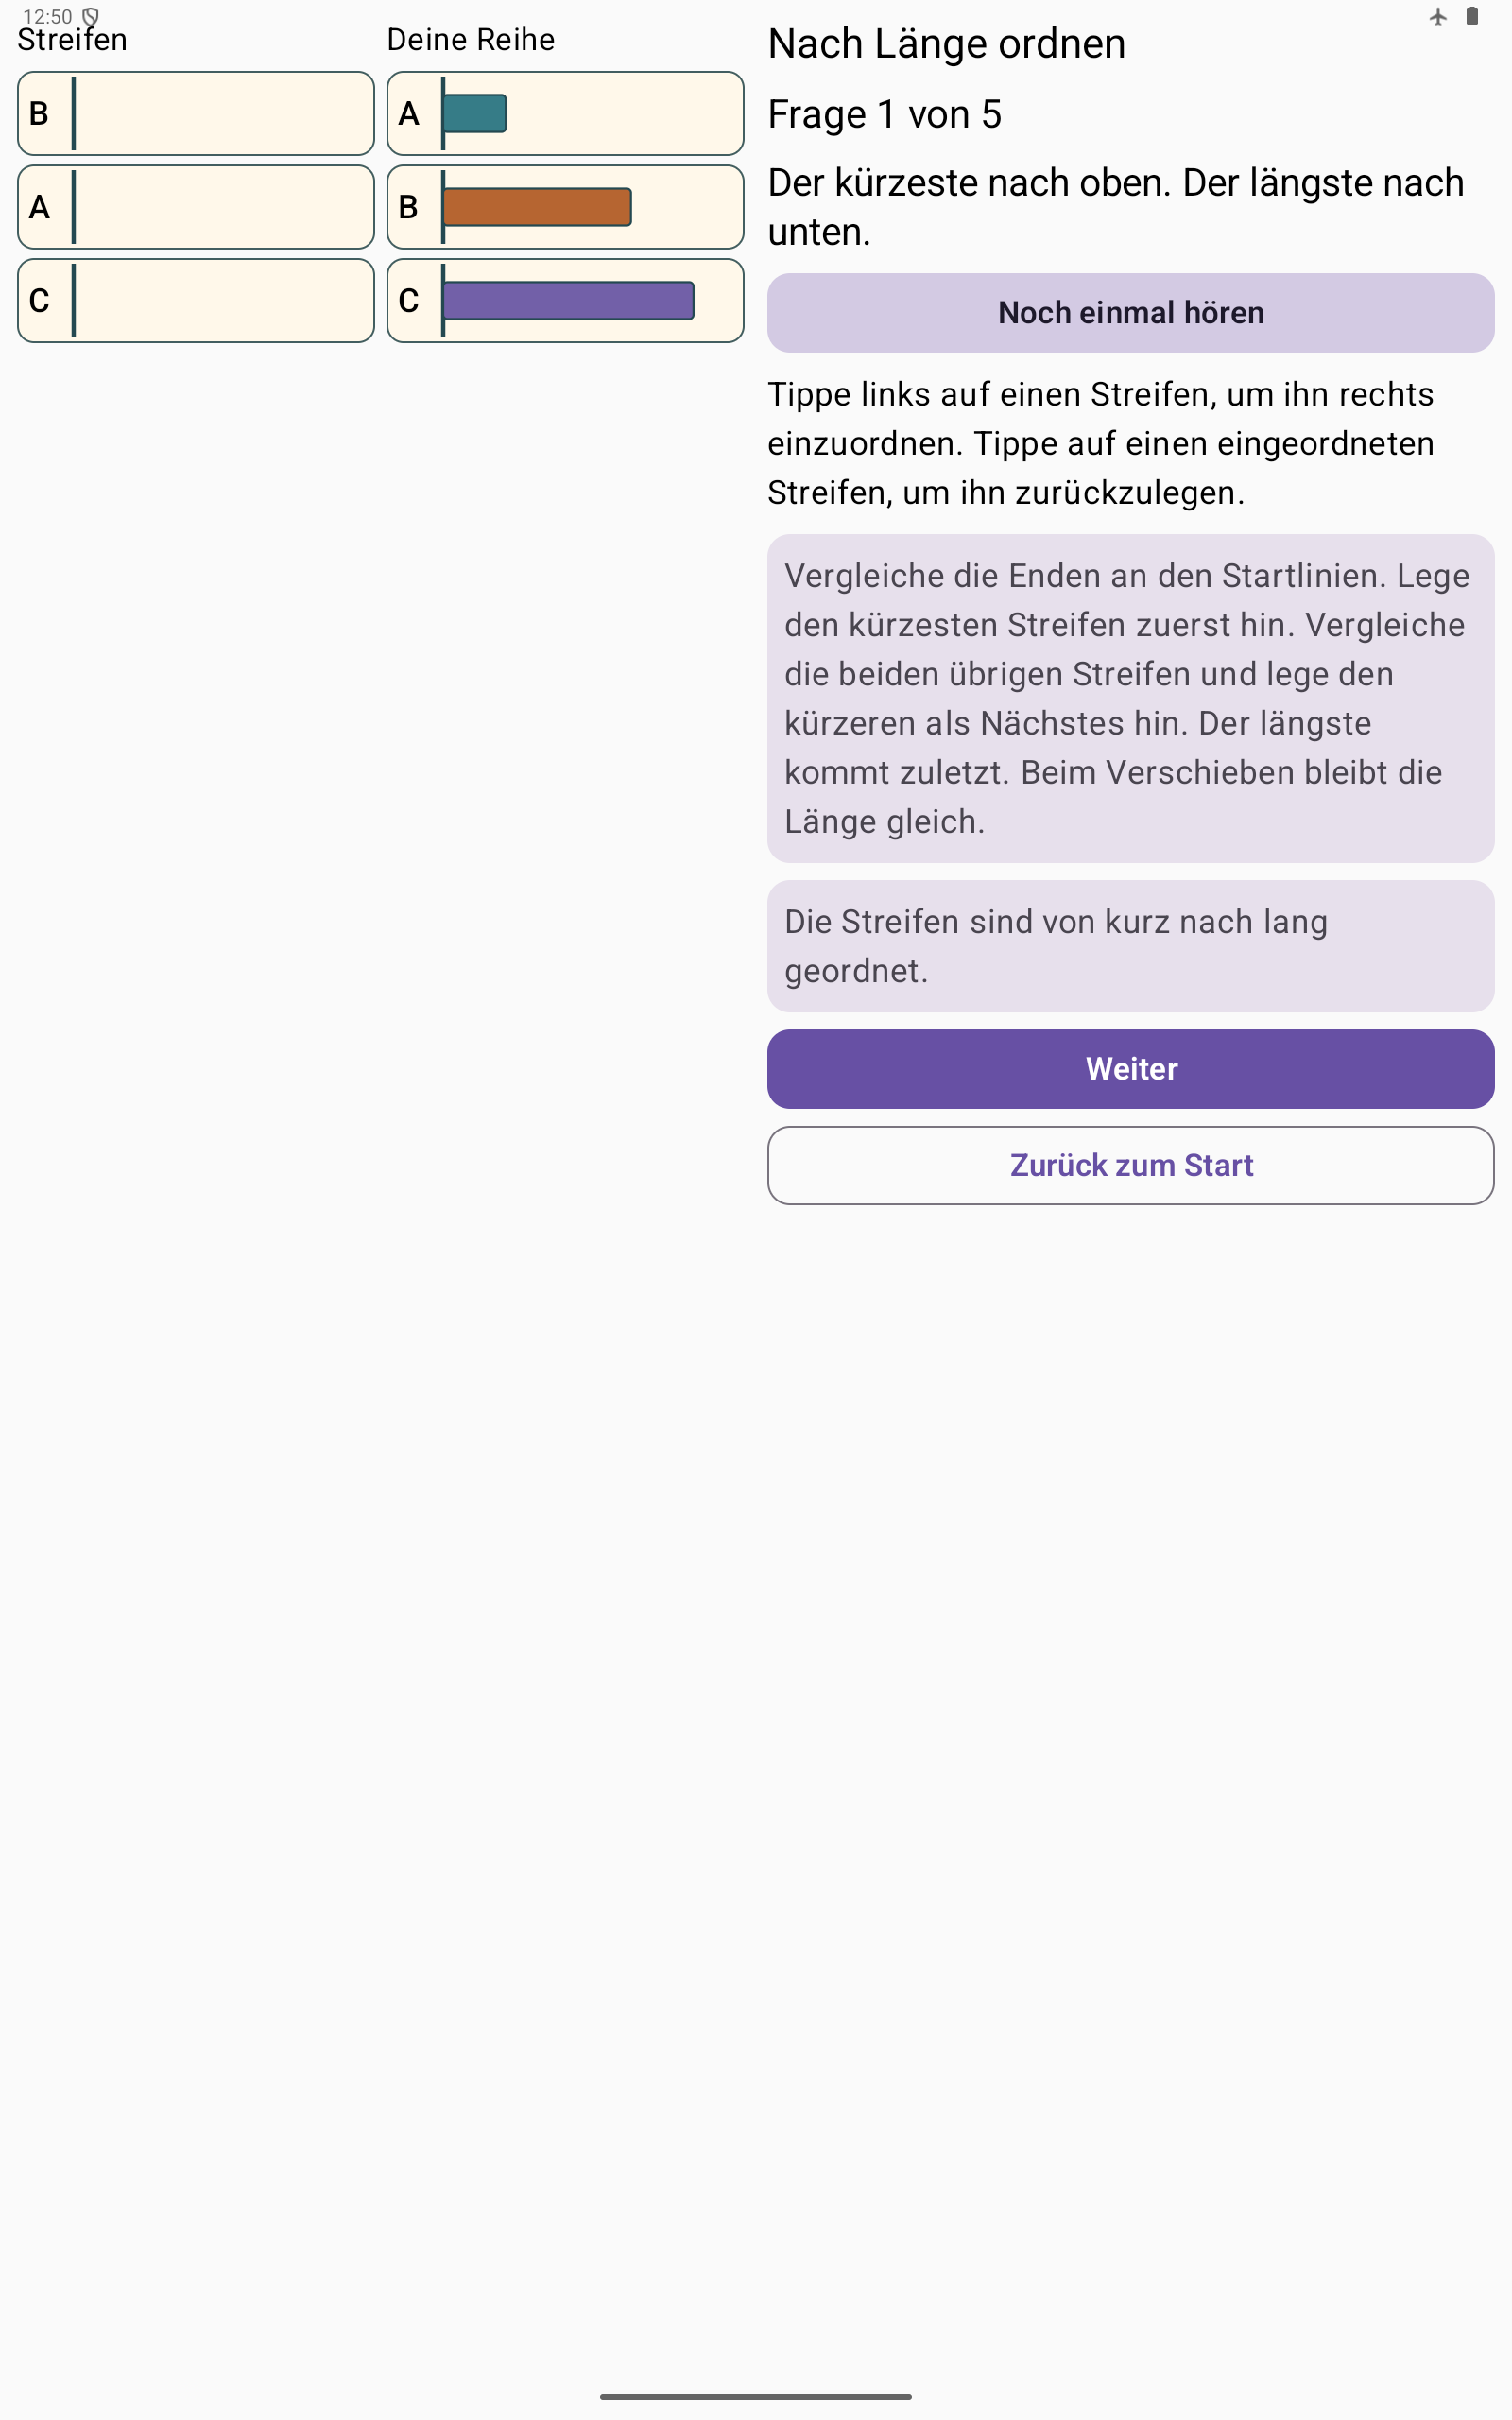 12:50
Streifen
B
A
C
Deine Reihe
A
B
C
Nach Länge ordnen
Frage 1 von 5
Der kürzeste nach oben. Der längste nach
unten.
Noch einmal hören
Tippe links auf einen Streifen, um ihn rechts
einzuordnen. Tippe auf einen eingeordneten
Streifen, um ihn zurückzulegen.
Vergleiche die Enden an den Startlinien. Lege
den kürzesten Streifen zuerst hin. Vergleiche
die beiden übrigen Streifen und lege den
kürzeren als Nächstes hin. Der längste
kommt zuletzt. Beim Verschieben bleibt die
Länge gleich.
Die Streifen sind von kurz nach lang
geordnet.
Weiter
Zurück zum Start